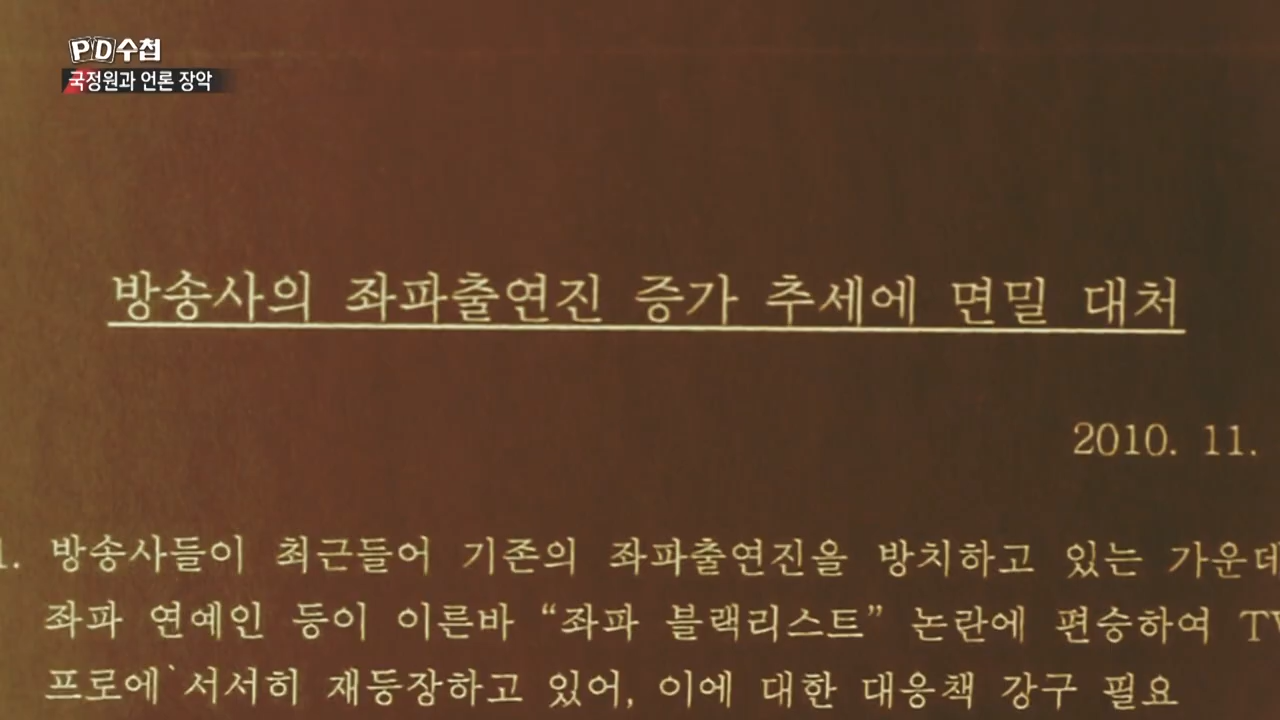 PD수첩
국정원과 언론 장악
방송사의 좌파출연진 증가 추세에 면밀 대처
2010. 11.
1. 방송사들이 최근들어 기존의 좌파출연진을 방치하고 있는 가운데
좌파 연예인 등이 이른바 “좌파 블랙리스트” 논란에 편승하여 TV
프로에 서서히 재등장하고 있어, 이에 대한 대응책 강구 필요